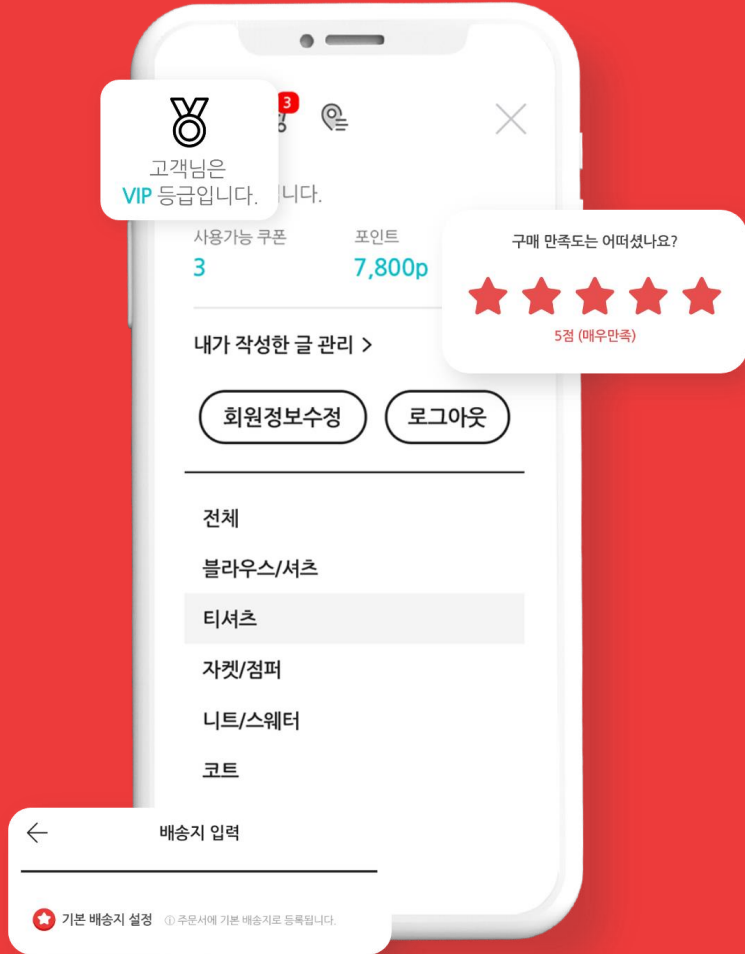 3
고객님은
VIP 등급입니다.
니다.
사용가능 쿠폰
포인트
3
7,800p
구매 만족도는 어떠셨나요?
5점 (매우만족)
내가 작성한 글 관리 >
회원정보수정
로그아웃
전체
블라우스/셔츠
티셔츠
자켓/점퍼
니트/스웨터
코트
배송지 입력
기본 배송지 설정 ⓘ 주문서에 기본 배송지로 등록됩니다.